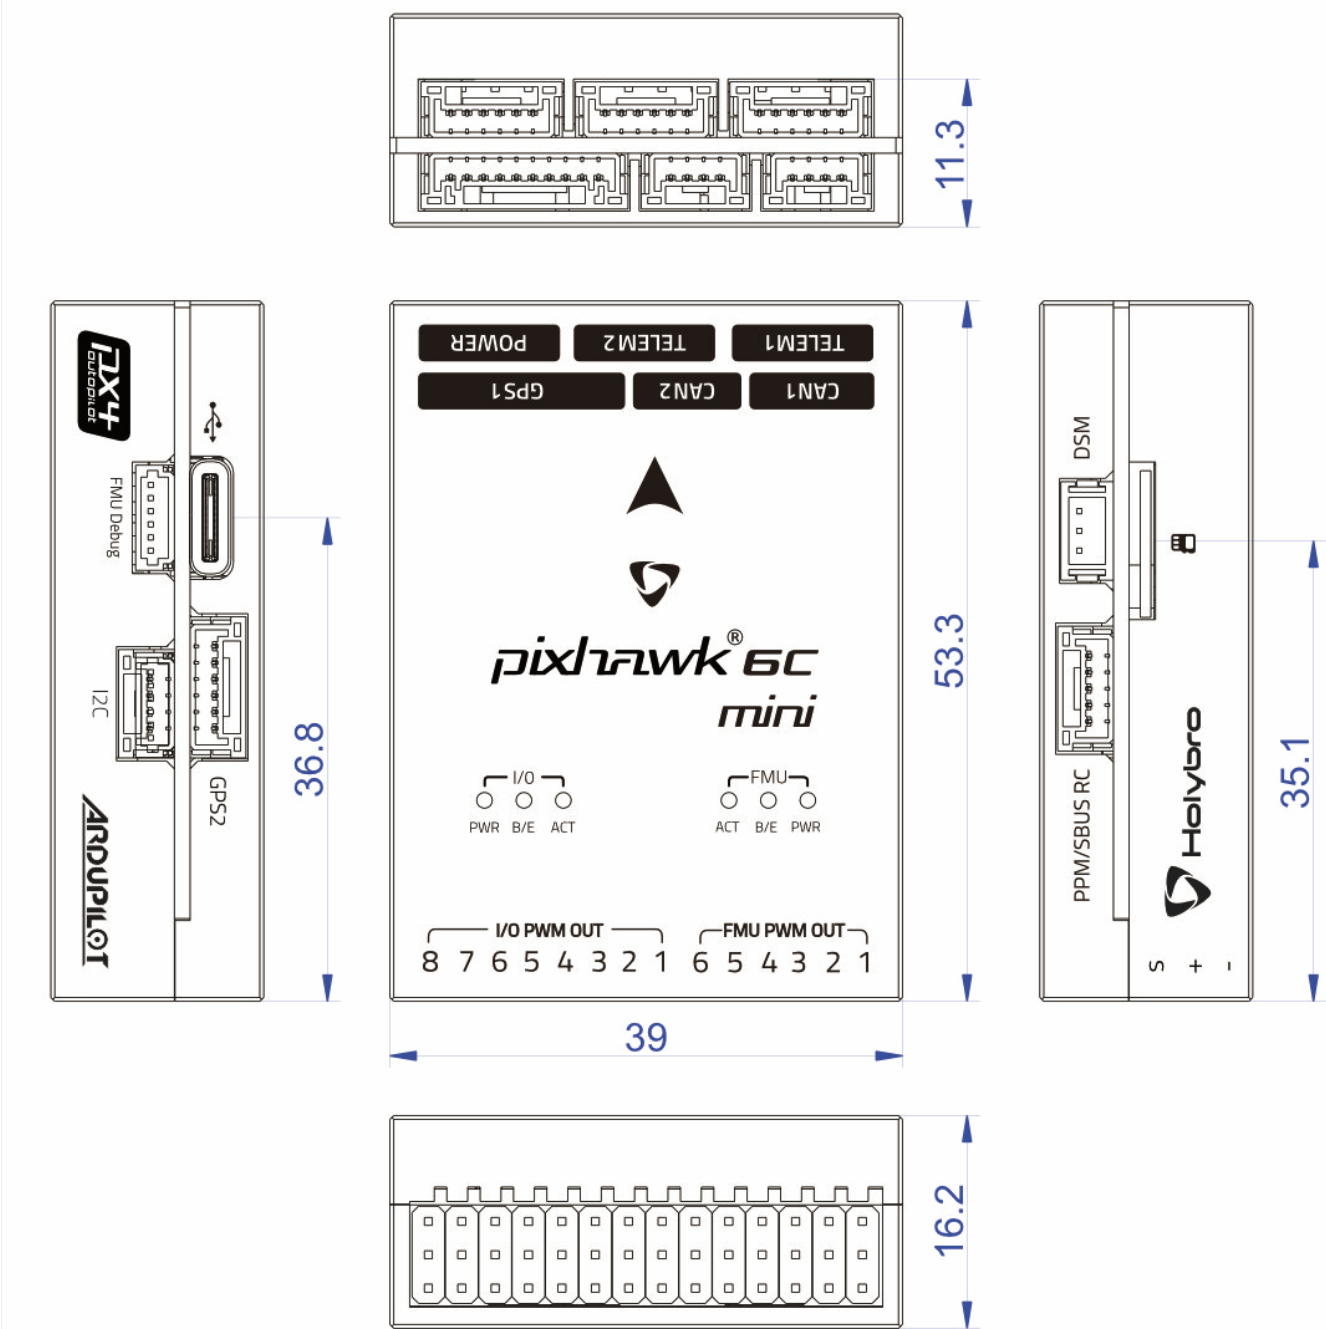 11.3
PX4
autopilot
FMU Debug
I2C
GPS2
ARDUPILOT
36.8
POWER
TELEM2
TELEM1
GPS1
CAN2
CAN1
pixhawk® 6C
mini
I/O
PWR B/E ACT
FMU
ACT B/E PWR
I/O PWM OUT
8 7 6 5 4 3 2 1
FMU PWM OUT
6 5 4 3 2 1
53.3
39
DSM
PPM/SBUS RC
Holybro
S + -
35.1
16.2